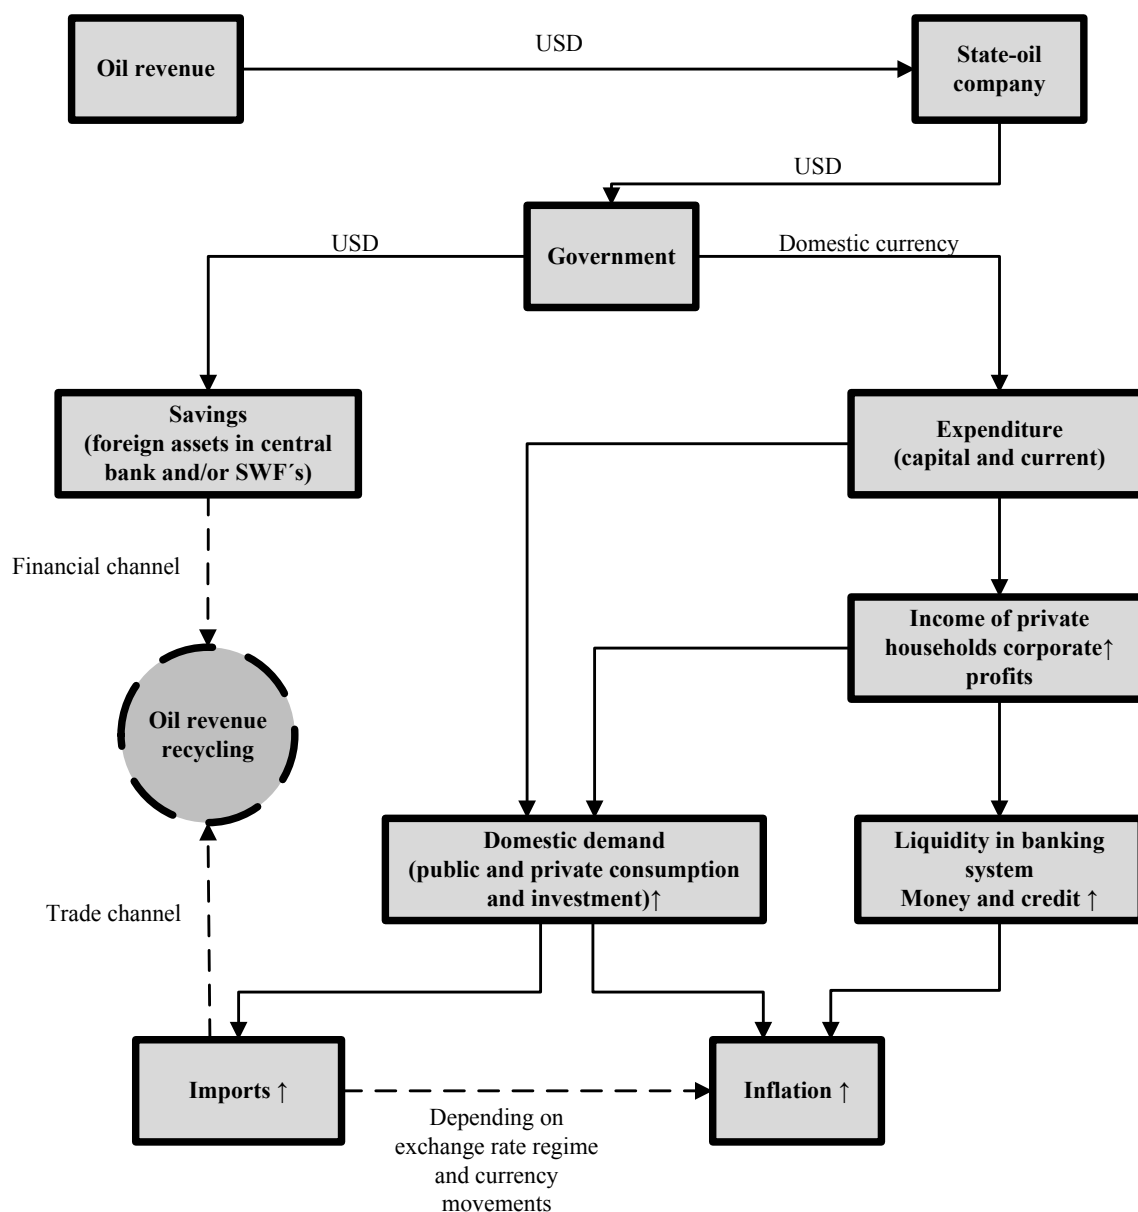 USD
Oil revenue
State-oil
company
USD
USD
Domestic currency
Government
Savings
(foreign assets in central
bank and/or SWF´s)
Expenditure
(capital and current)
Financial channel
Income of private
households corporate↑
profits
Oil revenue
recycling
Domestic demand
(public and private consumption
and investment)↑
Liquidity in banking
system
Money and credit ↑
Trade channel
Imports ↑
Inflation ↑
Depending on
exchange rate regime
and currency
movements